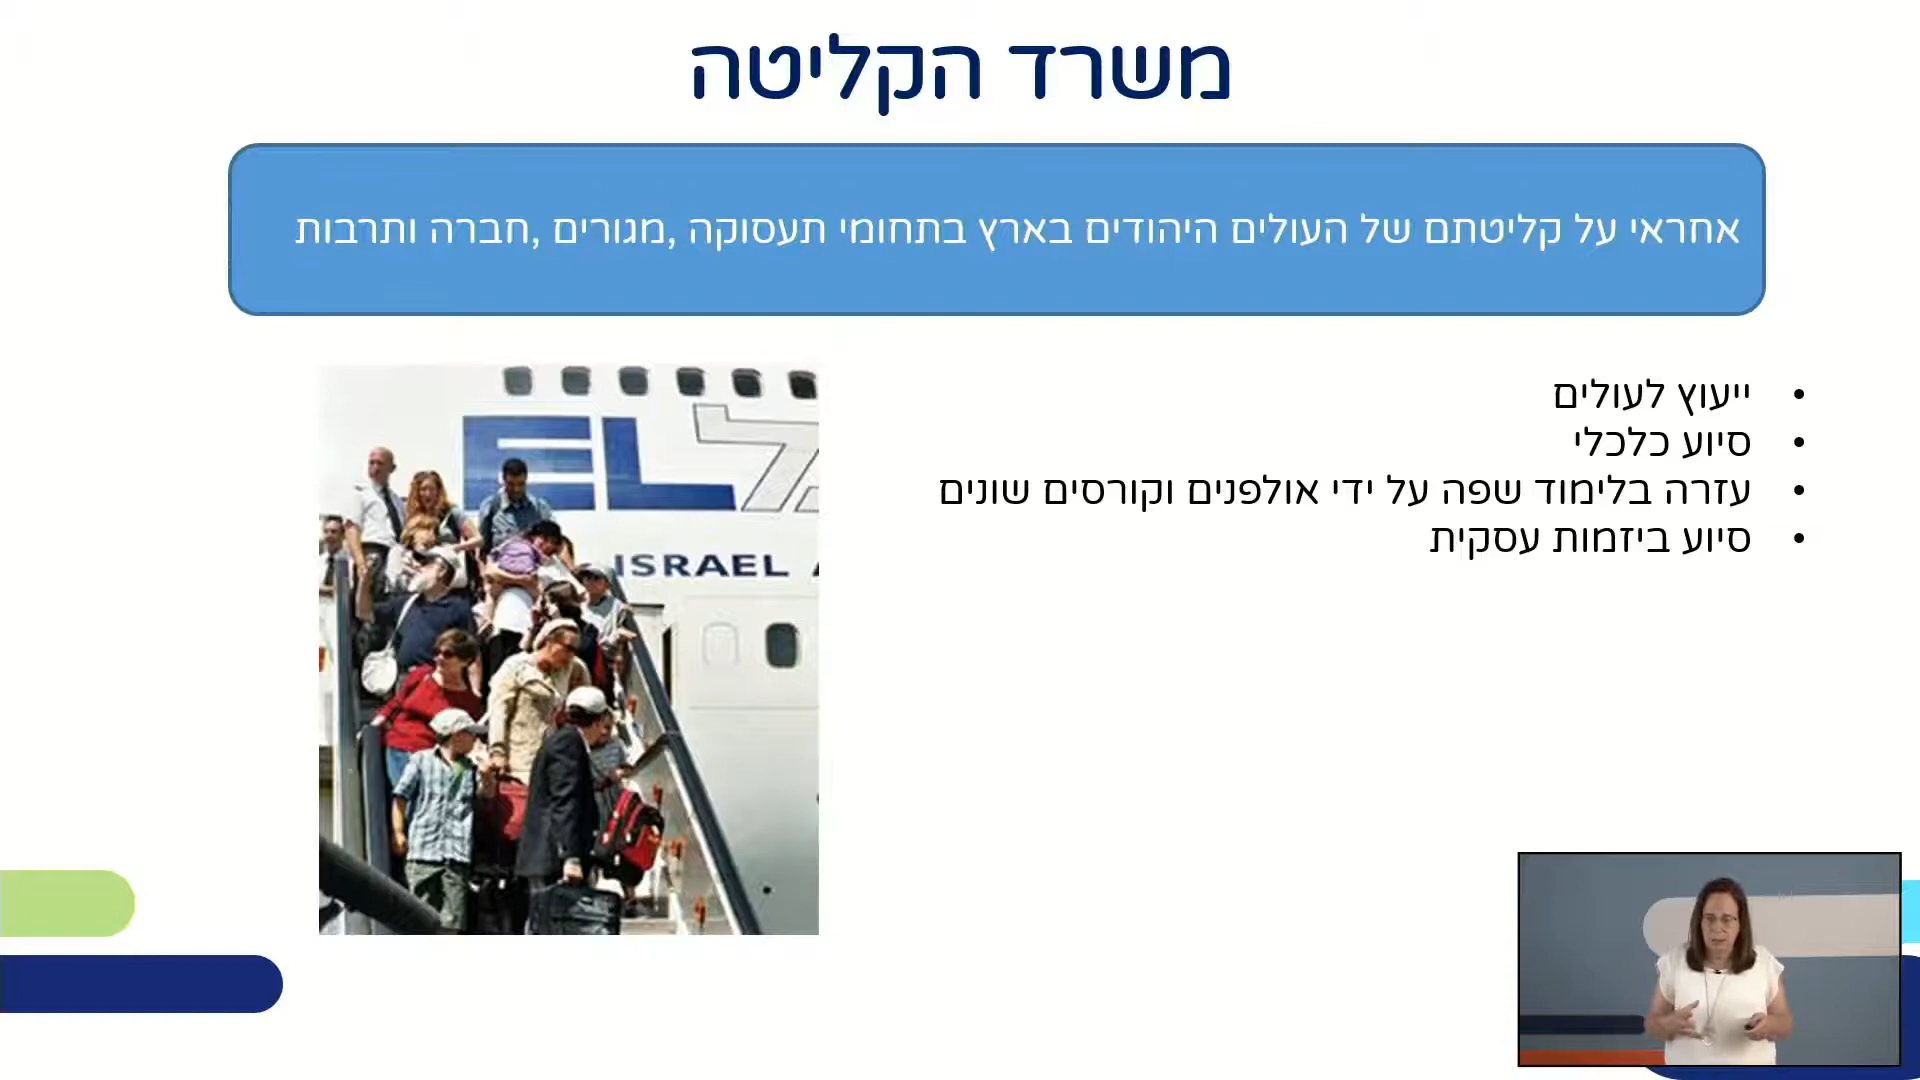 משרד הקליטה
אחראי על קליטתם של העולים היהודים בארץ בתחומי תעסוקה ,מגורים ,חברה ותרבות
• ייעוץ לעולים
• סיוע כלכלי
• עזרה בלימוד שפה על ידי אולפנים וקורסים שונים
• סיוע ביזמות עסקית
EL על
ISRAEL